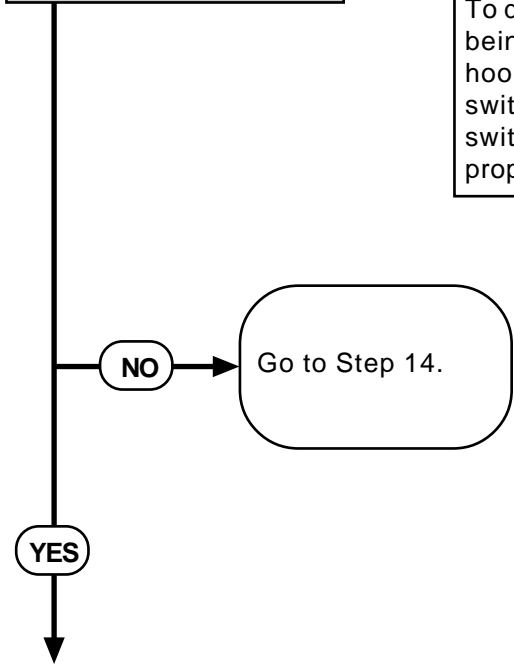 To
bein
hoo
swit
swit
prop
NO
Go to Step 14.
YES